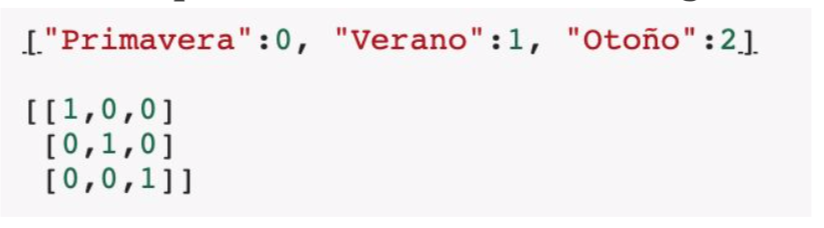 ["Primavera":0, "Verano":1, "Otoño":2]
[[1,0,0]
[0,1,0]
[0,0,1]]